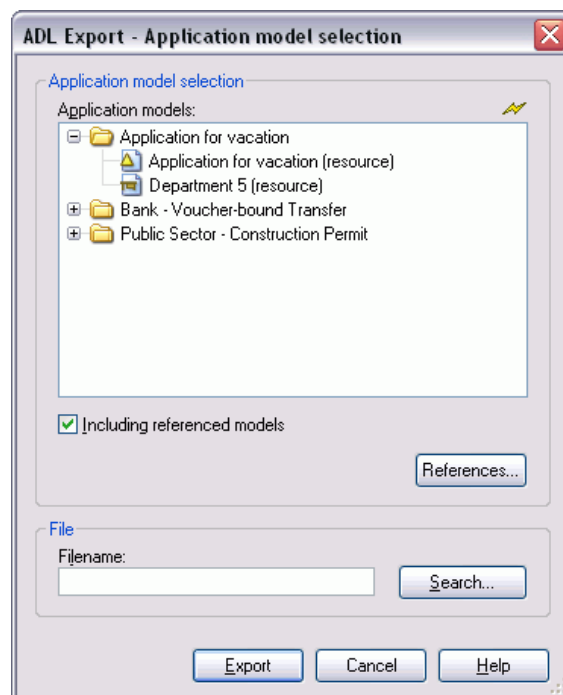 ADL Export - Application model selection
Application model selection
Application models:
Application for vacation
Application for vacation (resource)
Department 5 (resource)
Bank - Voucher-bound Transfer
Public Sector - Construction Permit
Including referenced models
References...
File
Filename:
Search...
Export Cancel Help